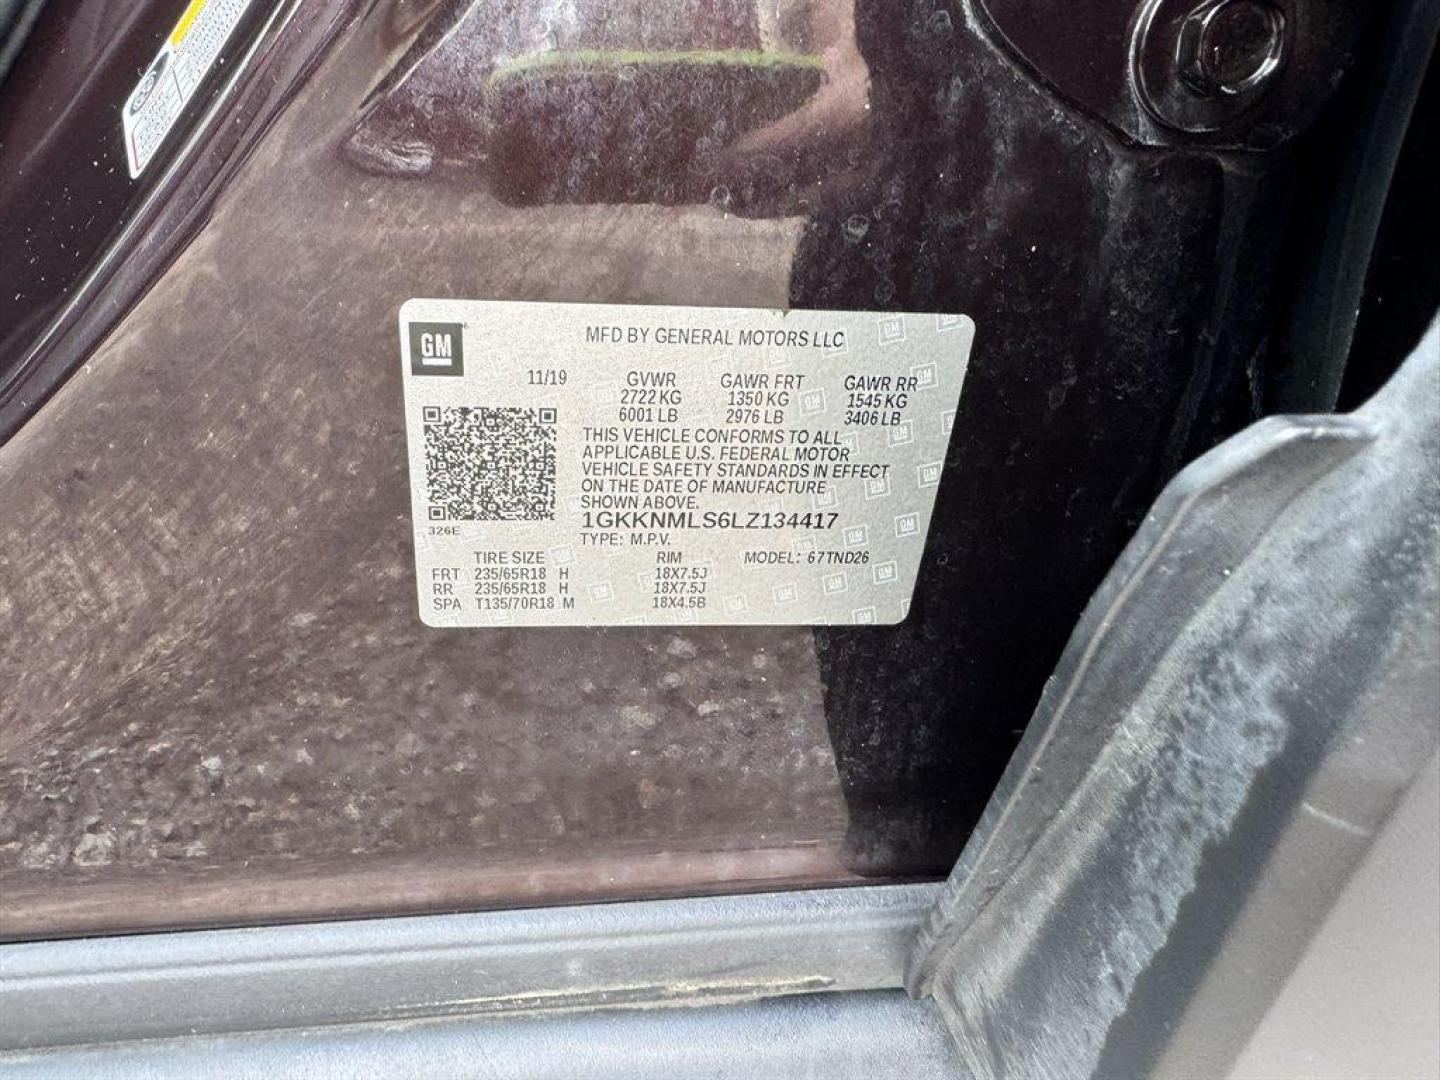 GM
MFD BY GENERAL MOTORS LLC
11/19 GVWR GAWR FRT GAWR RR
2722 KG 1350 KG 1545 KG
6001 LB 2976 LB 3406 LB
THIS VEHICLE CONFORMS TO ALL
APPLICABLE U.S. FEDERAL MOTOR
VEHICLE SAFETY STANDARDS IN EFFECT
ON THE DATE OF MANUFACTURE
SHOWN ABOVE.
326E
1GKKNMLS6LZ134417
TYPE: M.P.V.
TIRE SIZE RIM MODEL: 67TND26
FRT 235/65R18 H 18X7.5J
RR 235/65R18 H 18X7.5J
SPA T135/70R18 M 18X4.5B